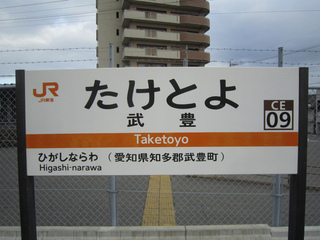 JR
JR東海
たけとよ
武豊
CE
09
Taketoyo
ひがしならわ
(愛知県知多郡武豊町)
Higashi-narawa